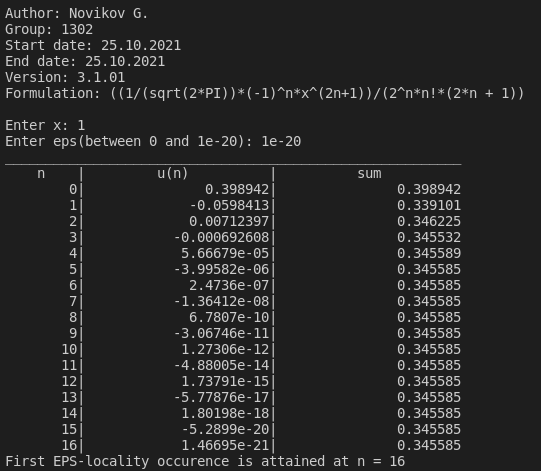 Author: Novikov G.
Group: 1302
Start date: 25.10.2021
End date: 25.10.2021
Version: 3.1.01
Formulation: ((1/(sqrt(2*PI))*(-1)^n*x^(2n+1))/(2^n*n!*(2*n + 1))
Enter x: 1
Enter eps(between 0 and 1e-20): 1e-20
n | u(n) | sum
0| 0.398942| 0.398942
1| -0.0598413| 0.339101
2| 0.00712397| 0.346225
3| -0.000692608| 0.345532
4| 5.66679e-05| 0.345589
5| -3.99582e-06| 0.345585
6| 2.4736e-07| 0.345585
7| -1.36412e-08| 0.345585
8| 6.7807e-10| 0.345585
9| -3.06746e-11| 0.345585
10| 1.27306e-12| 0.345585
11| -4.88005e-14| 0.345585
12| 1.73791e-15| 0.345585
13| -5.77876e-17| 0.345585
14| 1.80198e-18| 0.345585
15| -5.2899e-20| 0.345585
16| 1.46695e-21| 0.345585
First EPS-locality occurence is attained at n = 16